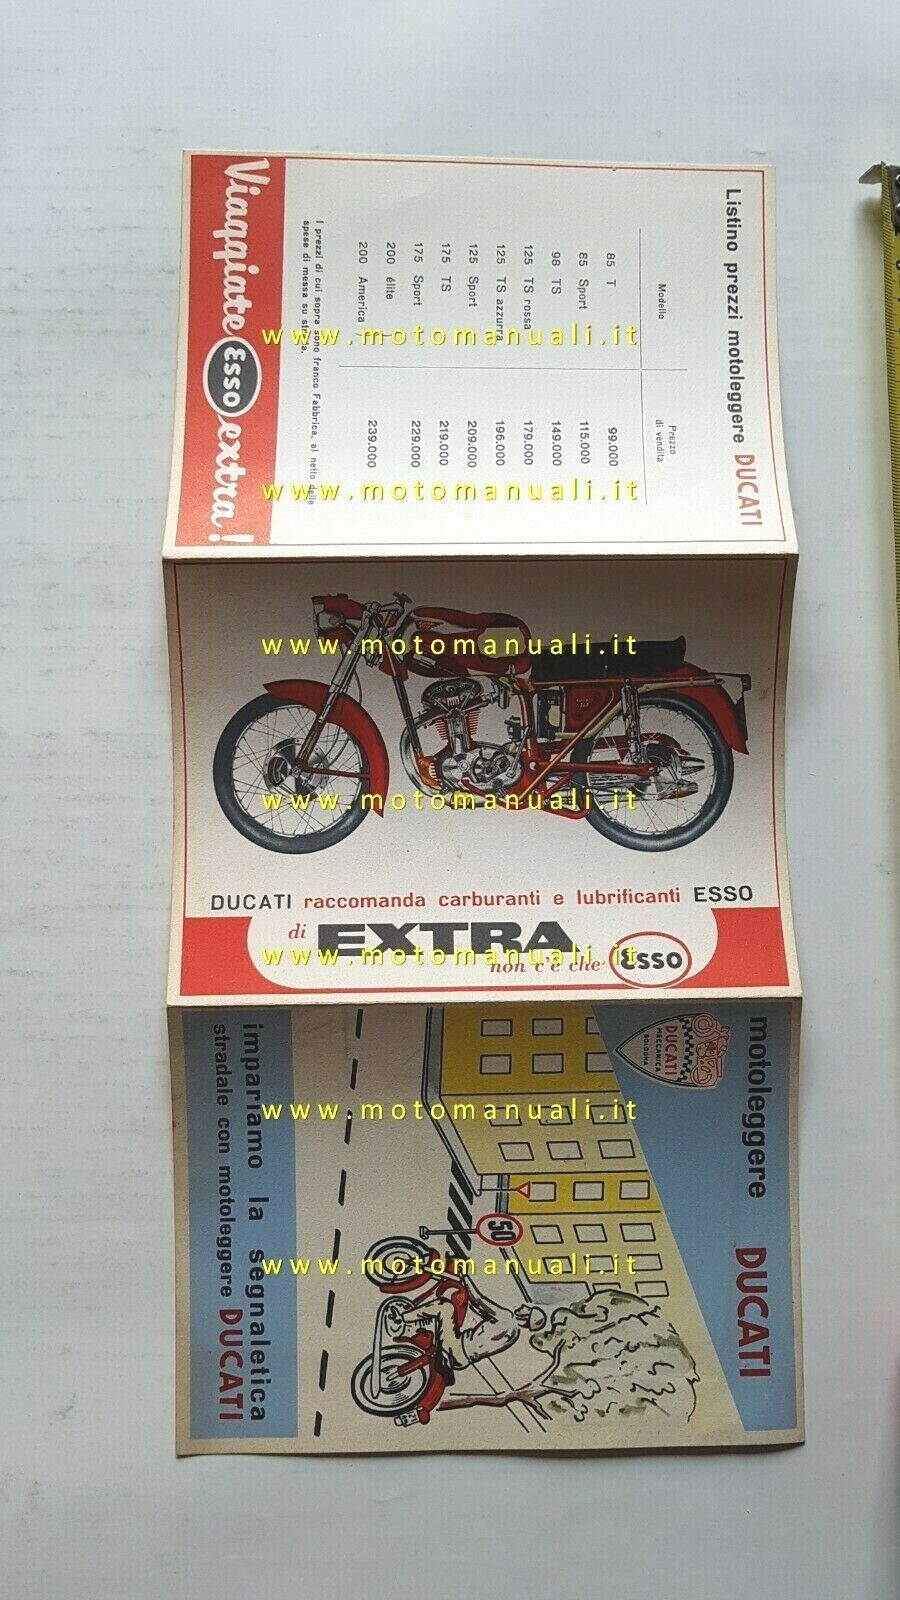 Listino prezzi motoleggere DUCATI
Modello
Prezzo
di vendita
85 T 99.000
85 Sport 115.000
98 TS 149.000
125 TS rossa 179.000
125 TS azzurra 196.000
125 Sport 209.000
175 TS 219.000
175 Sport 229.000
200 élite
200 America
239.000
I prezzi di cui sopra sono franco Fabbrica, al netto delle
spese di messa su strada.
Viaggiate Esso extra!
www.motomanuali.it
www.motomanuali.it
www.motomanuali.it
www.motomanuali.it
DUCATI raccomanda carburanti e lubrificanti ESSO
di EXTRA
non c'è che Esso
www.motomanuali.it
motoleggere DUCATI
DUCATI
MECCANICA
BOLOGNA
50
www.motomanuali.it
www.motomanuali.it
impariamo la segnaletica
stradale con motoleggere DUCATI